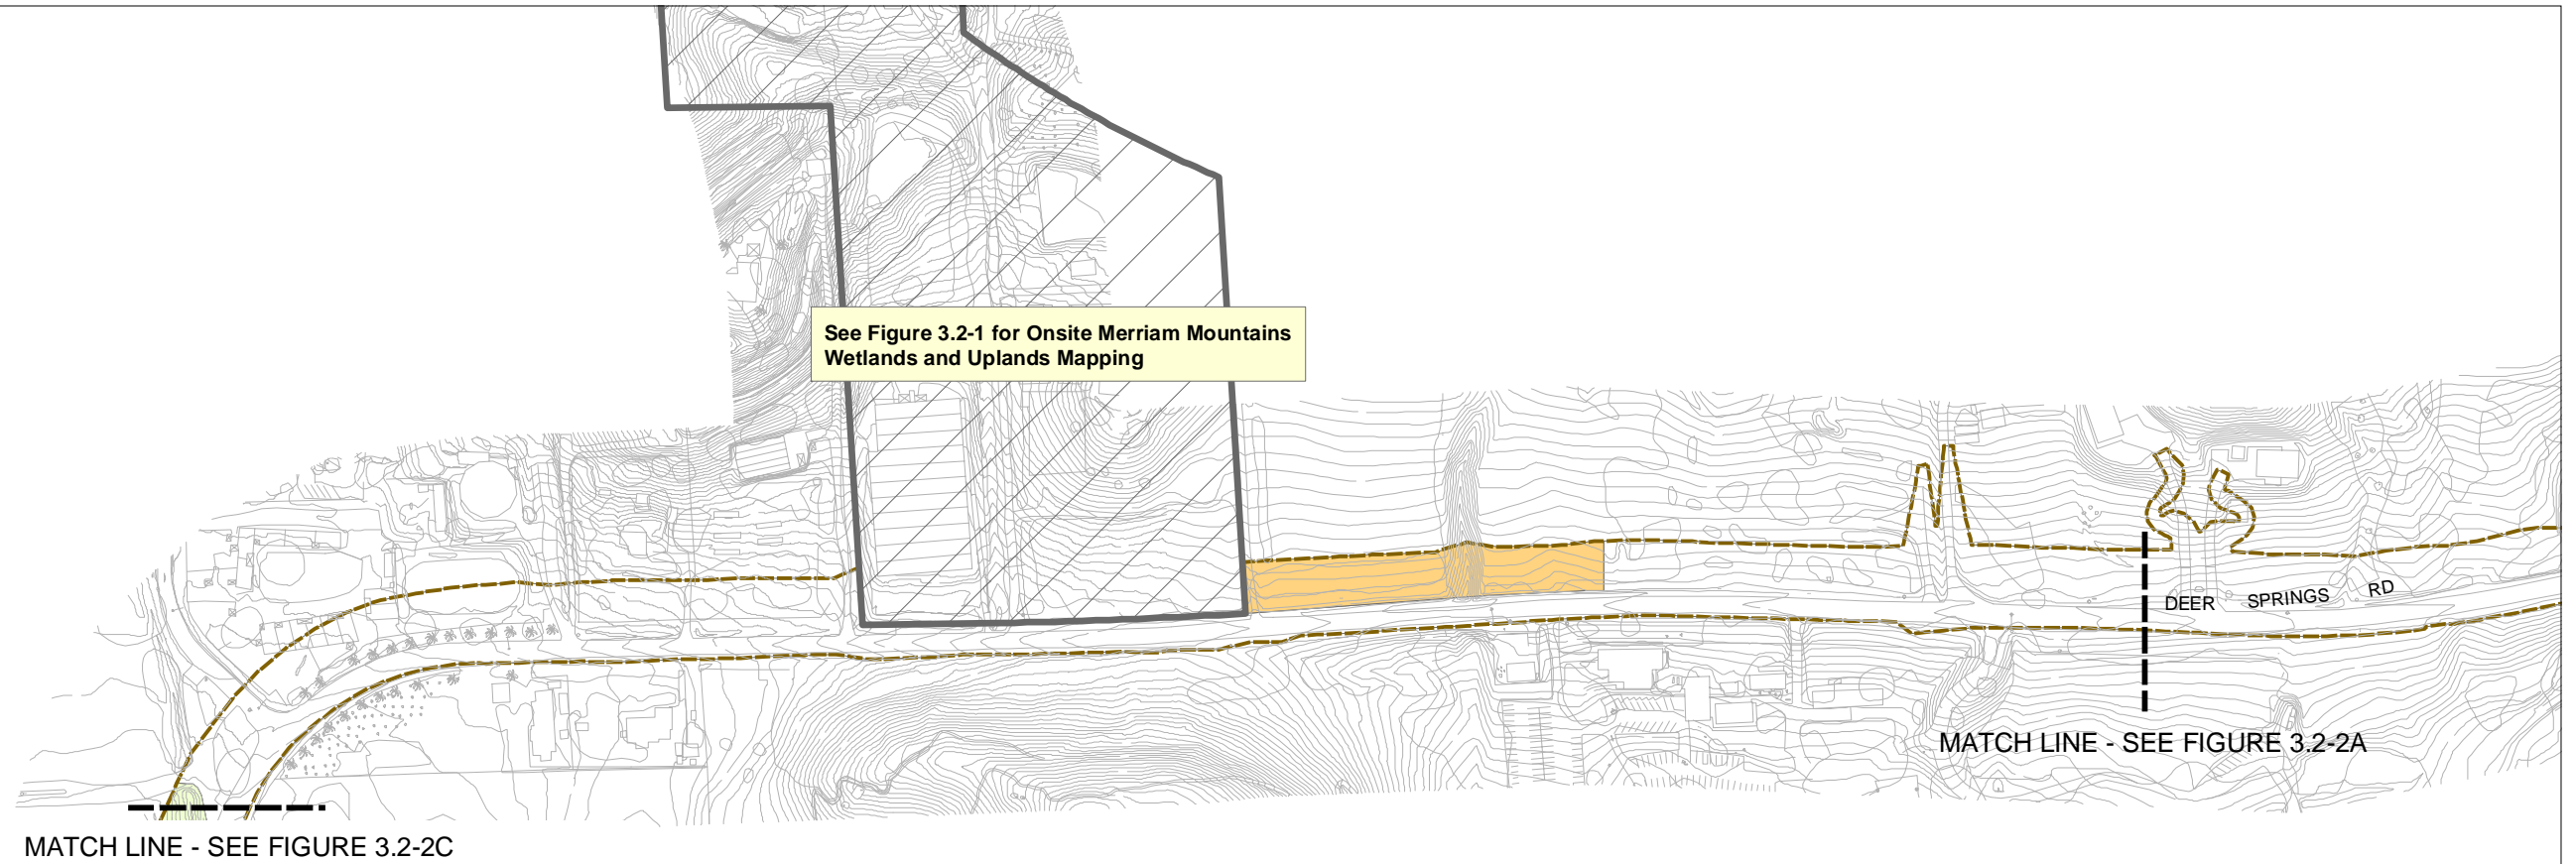 See Figure 3.2-1 for Onsite Merriam Mountains
Wetlands and Uplands Mapping
DEER SPRINGS RD
MATCH LINE - SEE FIGURE 3.2-2A
MATCH LINE - SEE FIGURE 3.2-2C